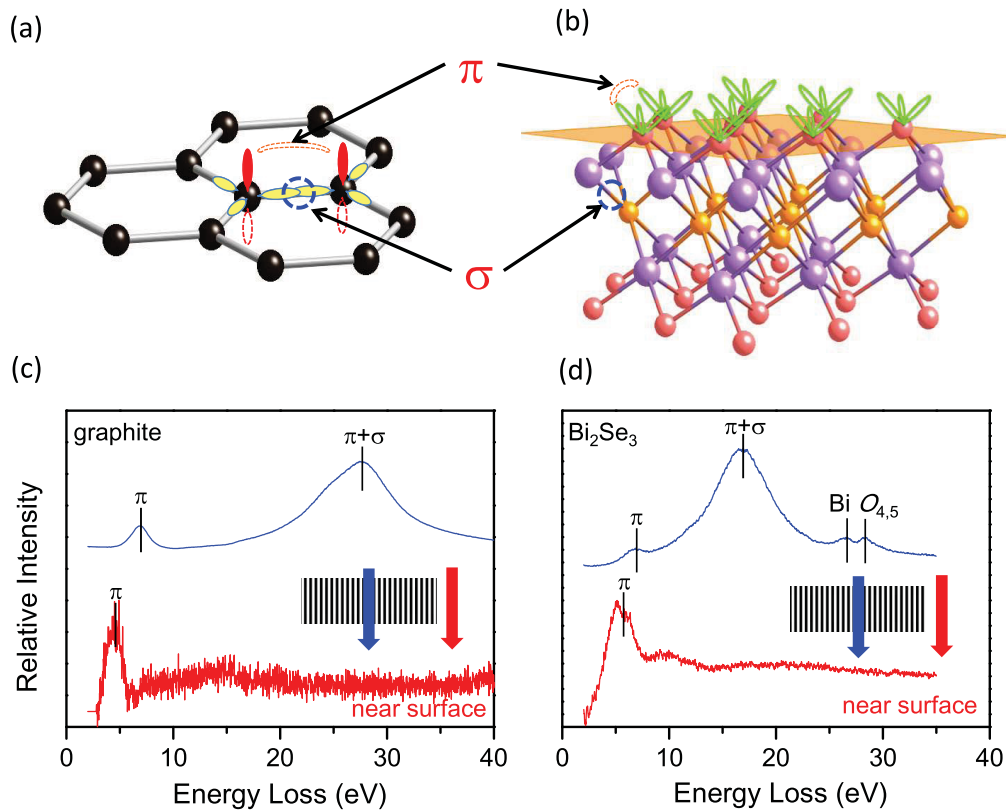 (a)
(b)
π
σ
(c)
(d)
graphite
π
π+σ
π
near surface
Relative Intensity
0 10 20 30 40
Energy Loss (eV)
Bi₂Se₃
π+σ
π
Bi O₄,₅
π
near surface
0 10 20 30 40
Energy Loss (eV)